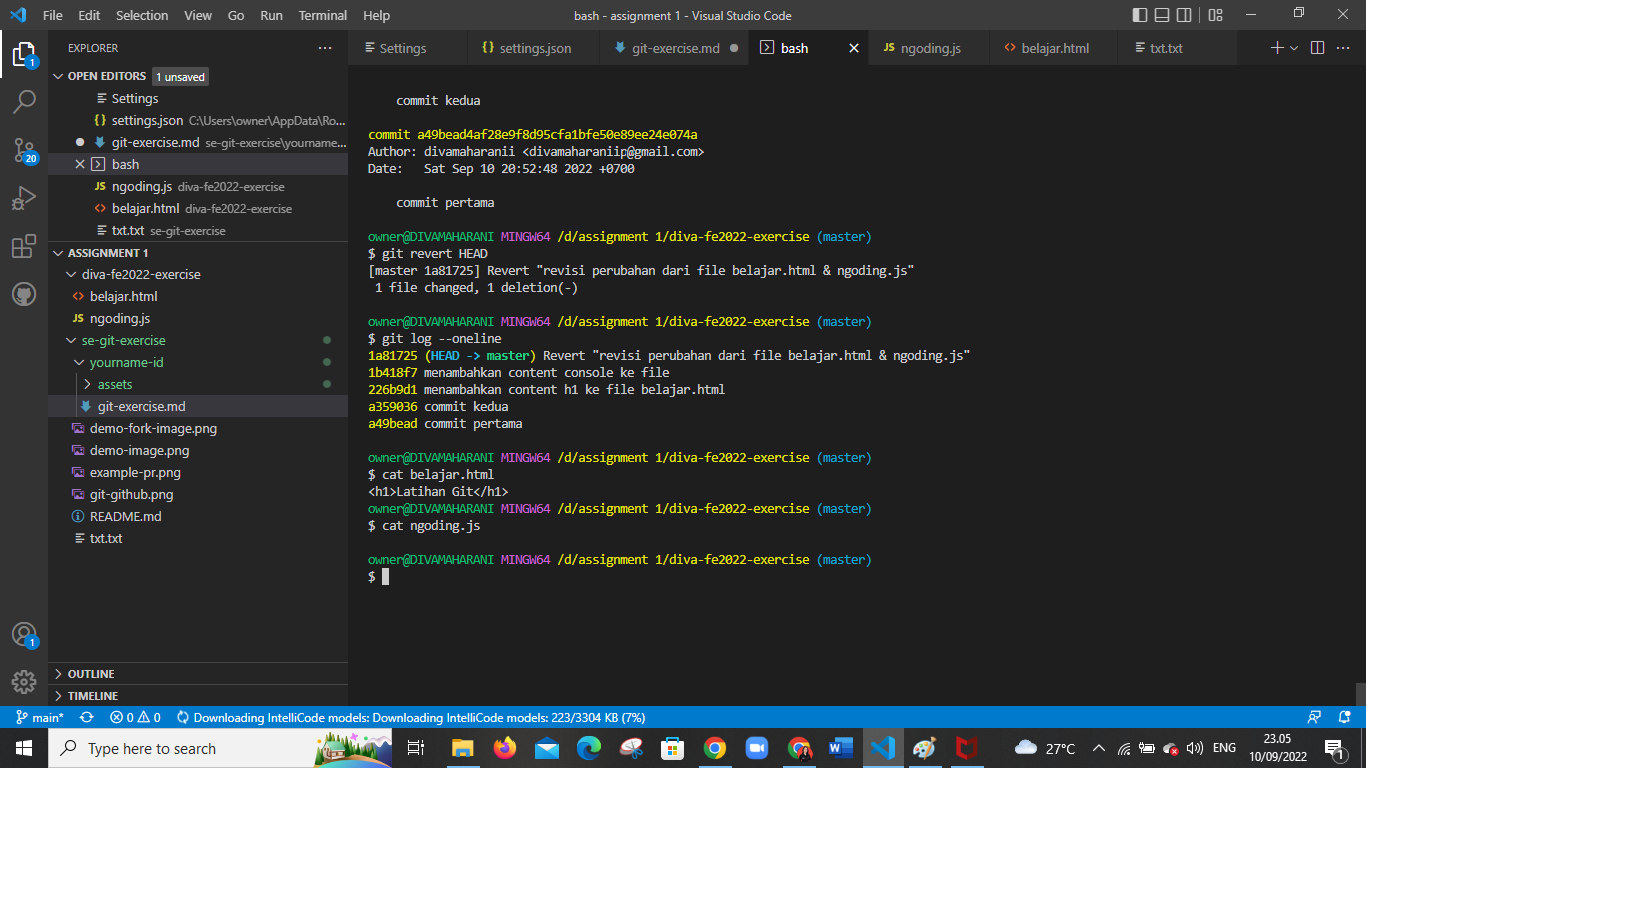 File Edit Selection View Go Run Terminal Help
bash - assignment 1 - Visual Studio Code
EXPLORER
Settings
settings.json
git-exercise.md
bash
ngoding.js
belajar.html
txt.txt
OPEN EDITORS 1 unsaved
Settings
settings.json C:\Users\owner\AppData\Ro...
git-exercise.md se-git-exercise\yourname...
bash
JS ngoding.js diva-fe2022-exercise
belajar.html diva-fe2022-exercise
txt.txt se-git-exercise
ASSIGNMENT 1
diva-fe2022-exercise
belajar.html
JS ngoding.js
se-git-exercise
yourname-id
assets
git-exercise.md
demo-fork-image.png
demo-image.png
example-pr.png
git-github.png
README.md
txt.txt
OUTLINE
TIMELINE
1
20
1
commit kedua
commit a49bead4af28e9f8d95cfa1bfe50e89ee24e074a
Author: divamaharanii <divamaharaniip@gmail.com>
Date: Sat Sep 10 20:52:48 2022 +0700
commit pertama
owner@DIVAMAHARANI MINGW64 /d/assignment 1/diva-fe2022-exercise (master)
$ git revert HEAD
[master 1a81725] Revert "revisi perubahan dari file belajar.html & ngoding.js"
1 file changed, 1 deletion(-)
owner@DIVAMAHARANI MINGW64 /d/assignment 1/diva-fe2022-exercise (master)
$ git log --oneline
1a81725 (HEAD -> master) Revert "revisi perubahan dari file belajar.html & ngoding.js"
1b418f7 menambahkan content console ke file
226b9d1 menambahkan content h1 ke file belajar.html
a359036 commit kedua
a49bead commit pertama
owner@DIVAMAHARANI MINGW64 /d/assignment 1/diva-fe2022-exercise (master)
$ cat belajar.html
<h1>Latihan Git</h1>
owner@DIVAMAHARANI MINGW64 /d/assignment 1/diva-fe2022-exercise (master)
$ cat ngoding.js
owner@DIVAMAHARANI MINGW64 /d/assignment 1/diva-fe2022-exercise (master)
$
main* 0 0 Downloading IntelliCode models: Downloading IntelliCode models: 223/3304 KB (7%)
Type here to search
27°C
ENG
23.05
10/09/2022
1